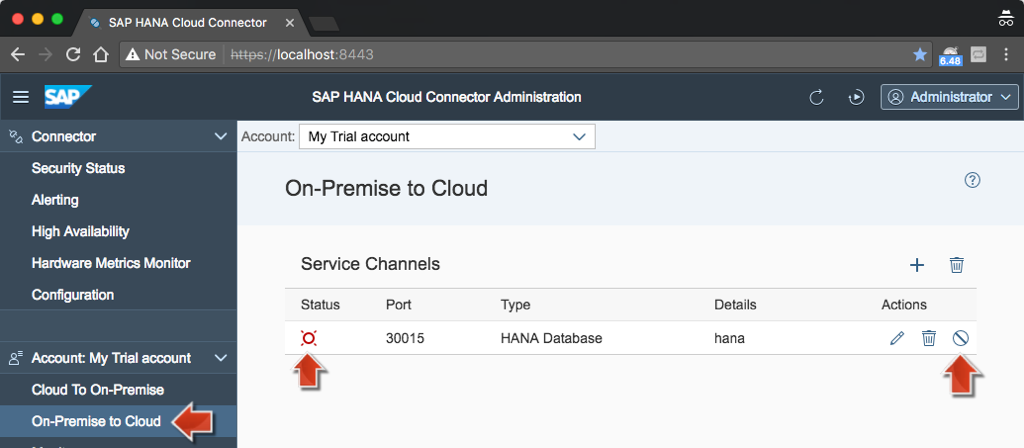 SAP HANA Cloud Connector
Not Secure https://localhost:8443
6.48
SAP
SAP HANA Cloud Connector Administration
Administrator
Connector
Account: My Trial account
Security Status
Alerting
High Availability
Hardware Metrics Monitor
Configuration
Account: My Trial account
Cloud To On-Premise
On-Premise to Cloud
On-Premise to Cloud
Service Channels
Status Port Type Details Actions
30015 HANA Database hana